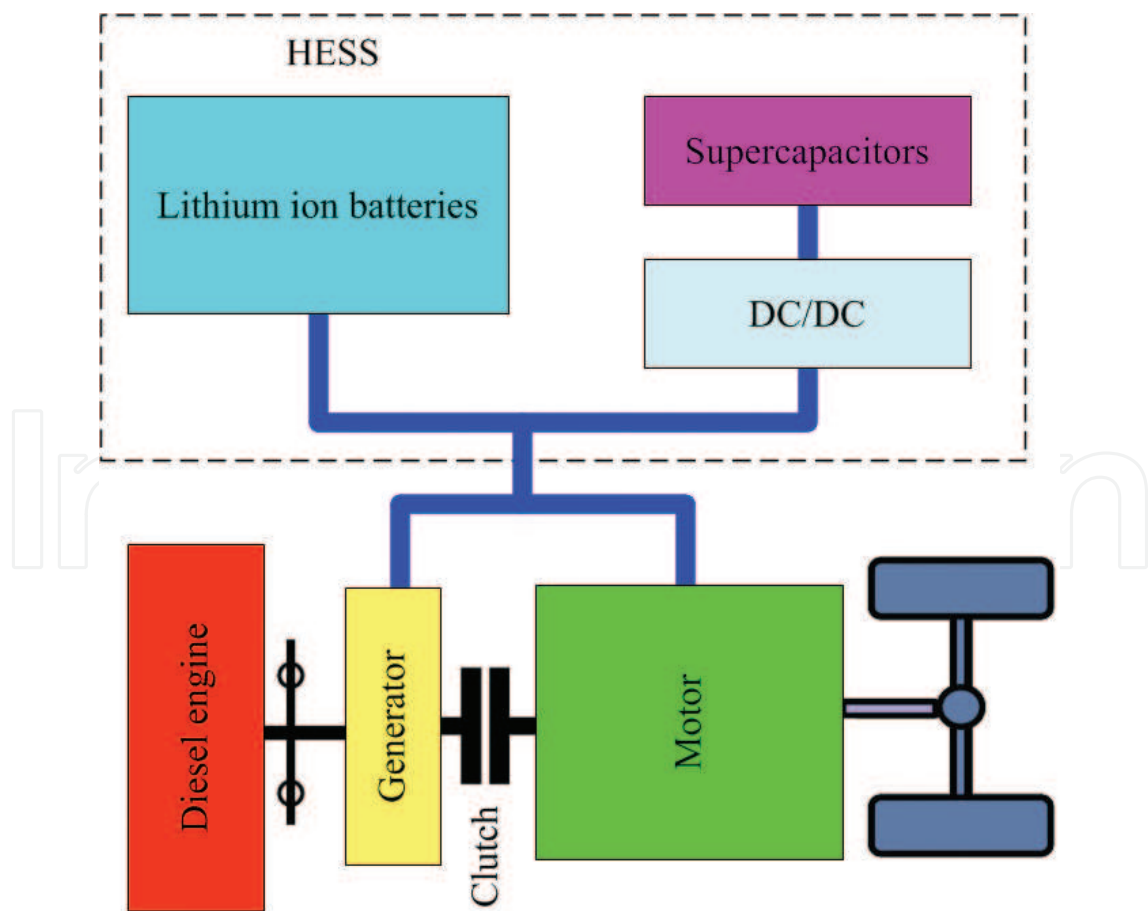 HESS
Lithium ion batteries
Supercapacitors
DC/DC
Diesel engine
Generator
Clutch
Motor